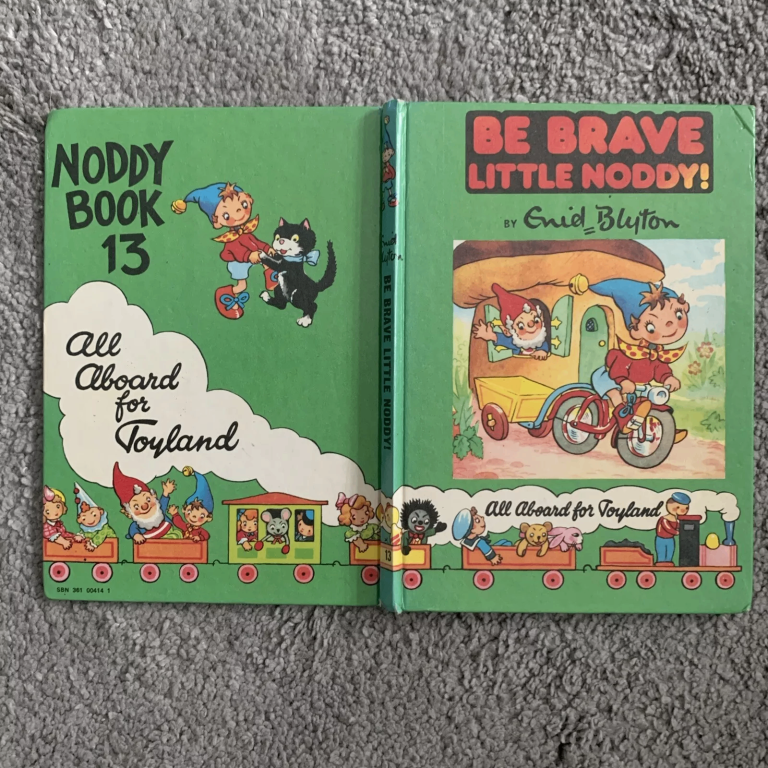 NODDY
BOOK
13
All
Aboard
for
Toyland
SBN 361 00414 1
Enid
Blyton
BE BRAVE LITTLE NODDY!
13
BE BRAVE
LITTLE NODDY!
BY Enid Blyton
All Aboard for Toyland